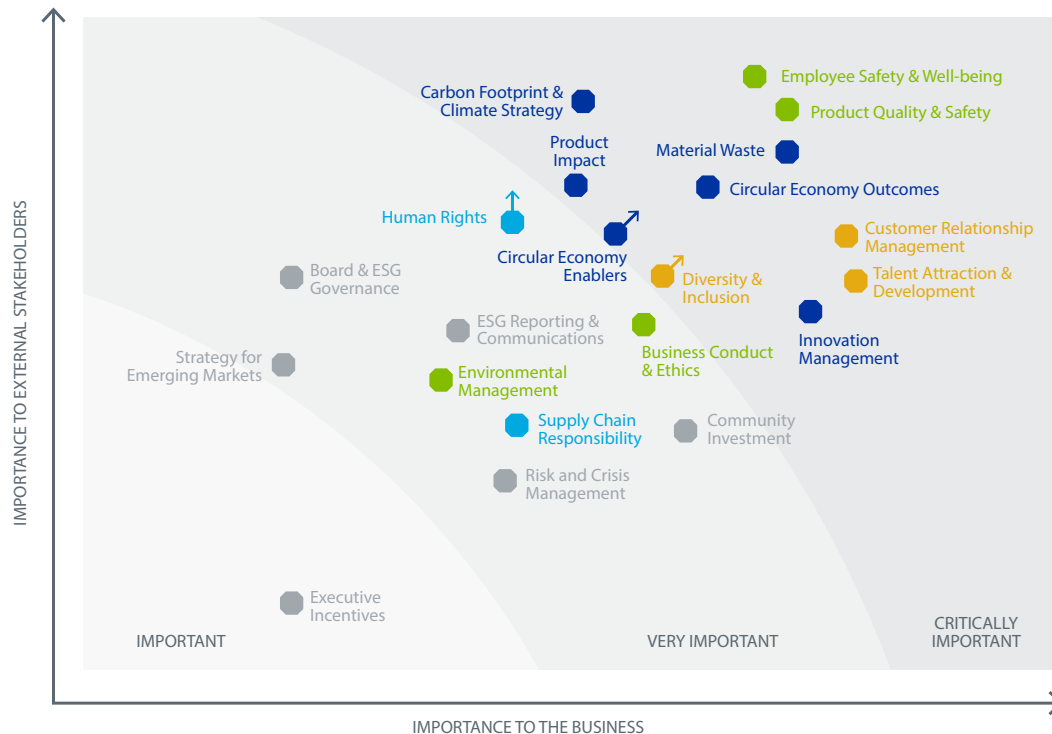 Employee Safety & Well-being
Carbon Footprint &
Climate Strategy
Product Quality & Safety
Product
Impact
Material Waste
Circular Economy Outcomes
Human Rights
Customer Relationship
Management
Circular Economy
Enablers
Board & ESG
Governance
Diversity &
Inclusion
Talent Attraction &
Development
ESG Reporting &
Communications
Innovation
Management
Strategy for
Emerging Markets
Business Conduct
& Ethics
Environmental
Management
Supply Chain
Responsibility
Community
Investment
Risk and Crisis
Management
Executive
Incentives
IMPORTANT
VERY IMPORTANT
CRITICALLY
IMPORTANT
IMPORTANCE TO EXTERNAL STAKEHOLDERS
IMPORTANCE TO THE BUSINESS